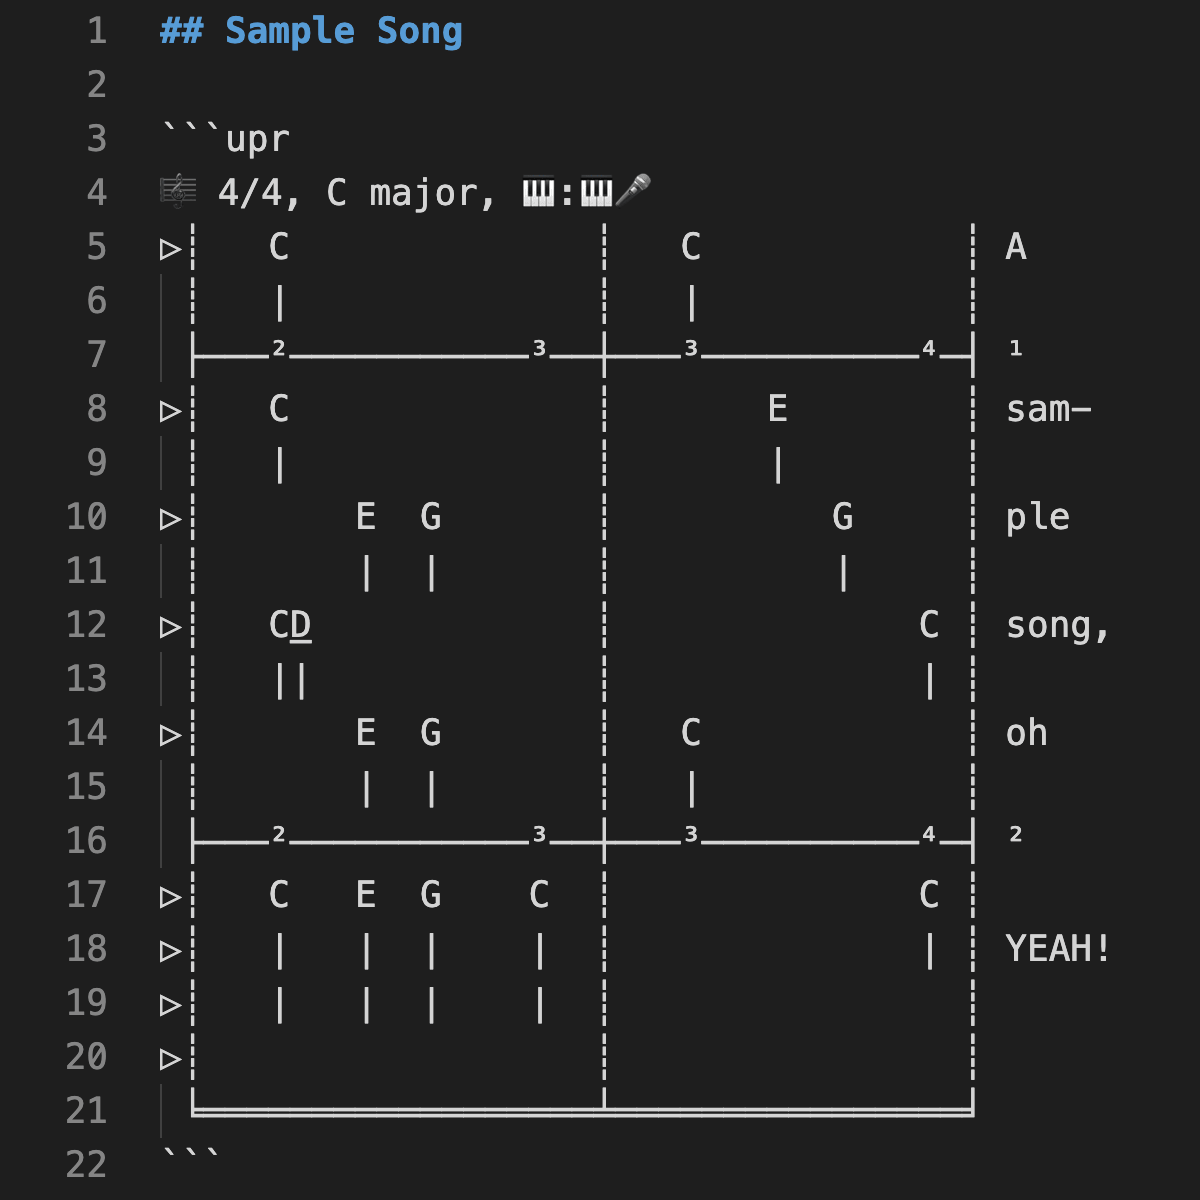 1 ## Sample Song
2
3 ```upr
4 🎼 4/4, C major, 🎹:🎹🎤
5 ▷┆   C              ┆   C            ┆ A
6  ┆   |              ┆   |            ┆
7  ├───²───────────³──┼───³──────────⁴─┤ ¹
8 ▷┆   C              ┆       E        ┆ sam–
9  ┆   |              ┆       |        ┆
10 ▷┆       E  G       ┆          G     ┆ ple
11  ┆       |  |       ┆          |     ┆
12 ▷┆   CD̲             ┆              C ┆ song,
13  ┆   ||             ┆              | ┆
14 ▷┆       E  G       ┆   C            ┆ oh
15  ┆       |  |       ┆   |            ┆
16  ├───²───────────³──┼───³──────────⁴─┤ ²
17 ▷┆   C   E  G    C  ┆              C ┆
18 ▷┆   |   |  |    |  ┆              | ┆ YEAH!
19 ▷┆   |   |  |    |  ┆                ┆
20 ▷┆                  ┆                ┆
21  ╘══════════════════╧════════════════╛
22 ```